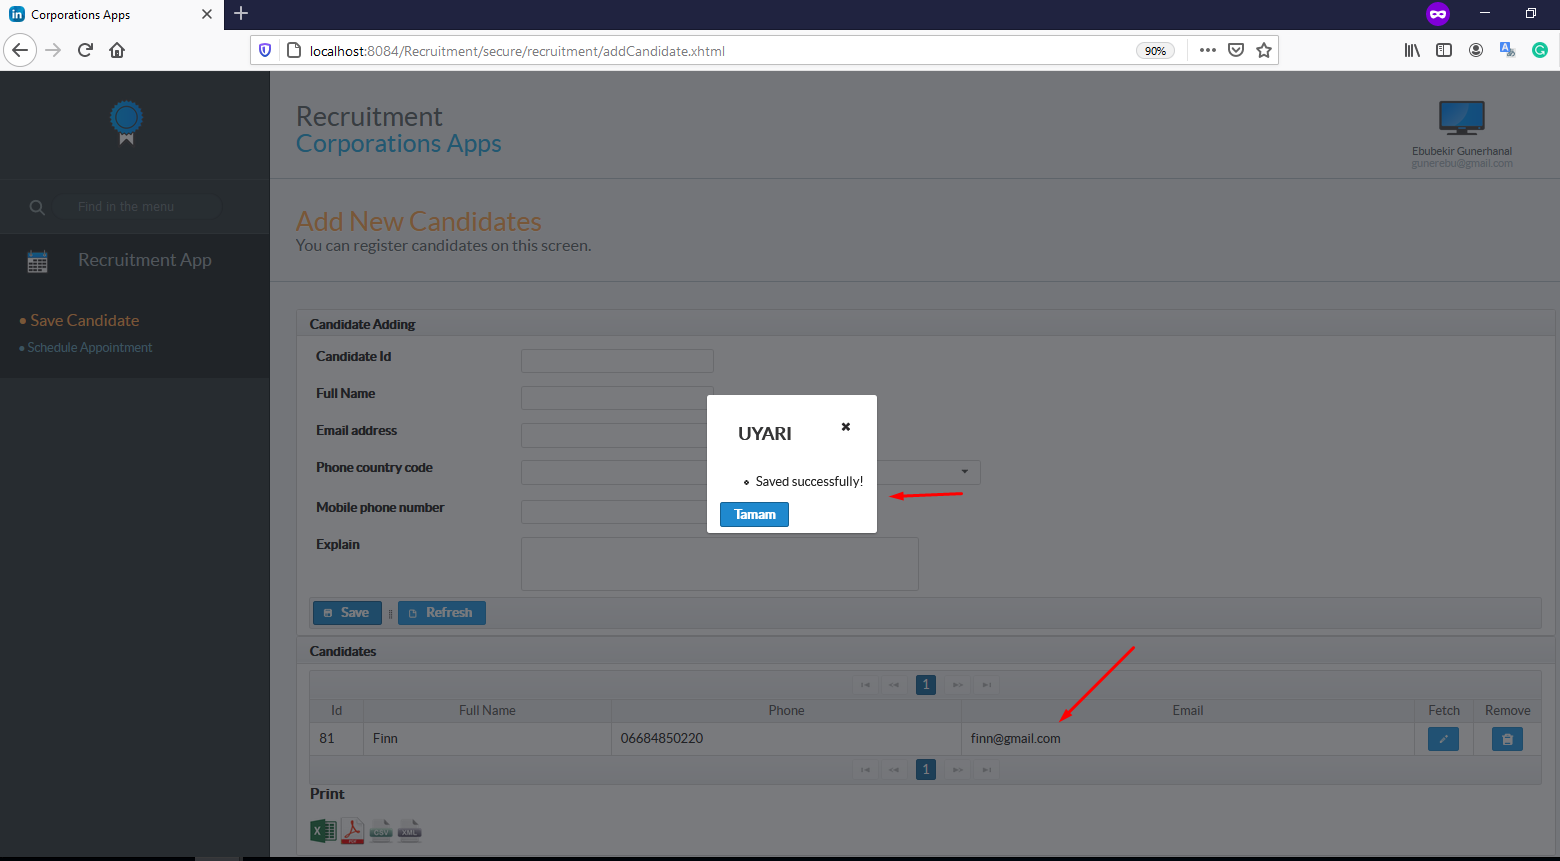 Corporations Apps
localhost:8084/Recruitment/secure/recruitment/addCandidate.xhtml
90%
Find in the menu
Recruitment App
Save Candidate
Schedule Appointment
Recruitment
Corporations Apps
Ebubekir Gunerhanal
gunerebu@gmail.com
Add New Candidates
You can register candidates on this screen.
Candidate Adding
Candidate Id
Full Name
Email address
Phone country code
Mobile phone number
Explain
UYARI
Saved successfully!
Tamam
Save
Refresh
Candidates
1
Id Full Name Phone Email Fetch Remove
81 Finn 06684850220 finn@gmail.com
1
Print
X PDF CSV XML